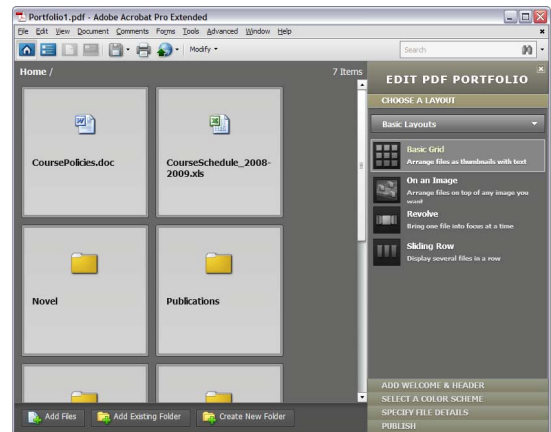 Portfolio1.pdf - Adobe Acrobat Pro Extended
File Edit View Document Comments Forms Tools Advanced Window Help
Modify
Search
Home /
7 Items
CoursePolicies.doc
CourseSchedule_2008-
2009.xls
Novel
Publications
Add Files
Add Existing Folder
Create New Folder
EDIT PDF PORTFOLIO
CHOOSE A LAYOUT
Basic Layouts
Basic Grid
Arrange files as thumbnails with text
On an Image
Arrange files on top of any image you
want
Revolve
Bring one file into focus at a time
Sliding Row
Display several files in a row
ADD WELCOME & HEADER
SELECT A COLOR SCHEME
SPECIFY FILE DETAILS
PUBLISH